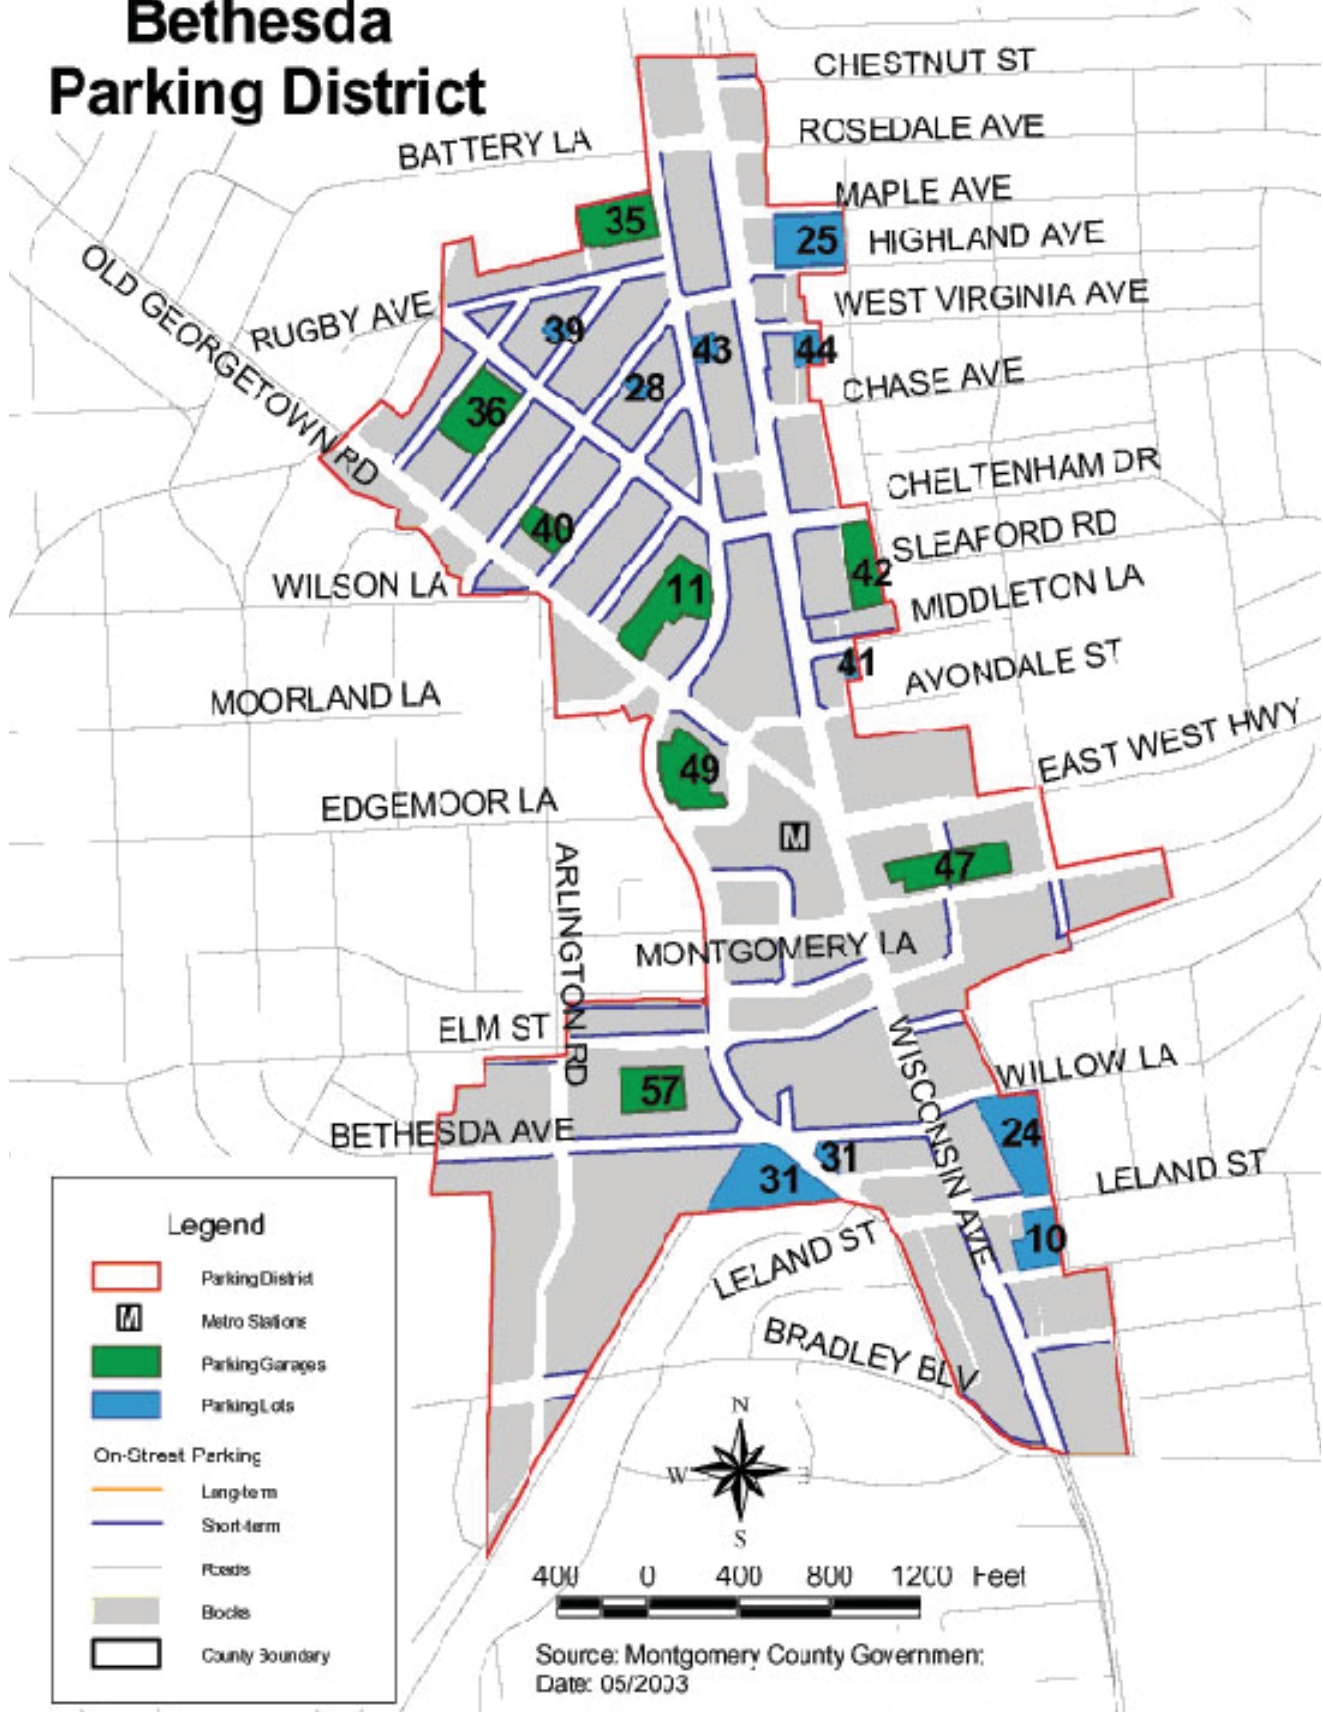 Bethesda
Parking District
CHESTNUT ST
ROSEDALE AVE
BATTERY LA
MAPLE AVE
35
25
HIGHLAND AVE
OLD GEORGETOWN RD
WEST VIRGINIA AVE
RUGBY AVE
39
43
44
28
CHASE AVE
36
CHELTENHAM DR
40
SLEAFORD RD
42
WILSON LA
11
MIDDLETON LA
41
AVONDALE ST
MOORLAND LA
EAST WEST HWY
49
EDGEMOOR LA
M
47
ARLINGTON RD
MONTGOMERY LA
ELM ST
WISCONSIN AVE
WILLOW LA
57
BETHESDA AVE
24
31
31
LELAND ST
10
LELAND ST
BRADLEY BLV
Legend
Parking District
M
Metro Stations
Parking Garages
Parking Lots
On-Street Parking
Long-term
Short-term
Roads
Bocks
County Boundary
N
W E
S
400 0 400 800 1200 Feet
Source: Montgomery County Government
Date: 05/2003